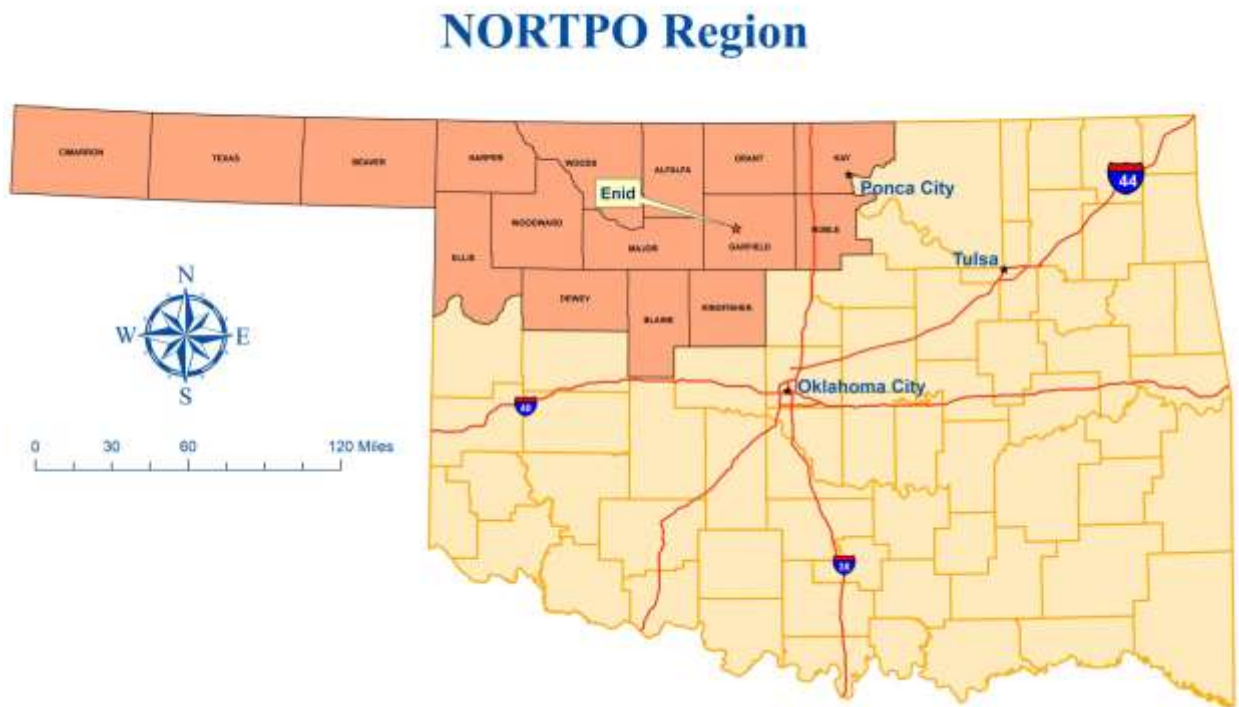 NORTPO Region
CIMARRON
TEXAS
BEAVER
HARPER
WOODS
ALFALFA
GRANT
KAY
Ponca City
44
Enid
WOODWARD
MAJOR
GARFIELD
NOBLE
ELLIS
Tulsa
DEWEY
BLAINE
KINGFISHER
N
W
E
S
Oklahoma City
40
0 30 60 120 Miles